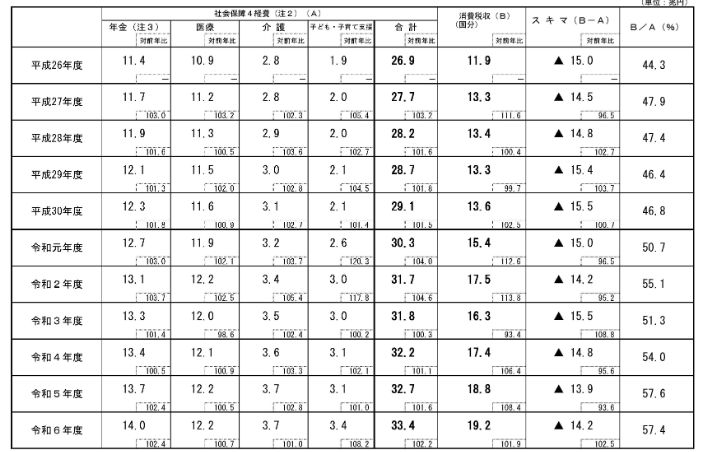 (単位:兆円)
社会保障4経費(注2) (A) 消費税収(B) (国分) スキマ(B−A) B/A(%)
年金(注3) 医療 介護 子ども・子育て支援 合計
対前年比 対前年比 対前年比 対前年比 対前年比 対前年比 対前年比
平成26年度 11.4 10.9 2.8 1.9 26.9 11.9 ▲ 15.0 44.3
− − − − − − −
平成27年度 11.7 11.2 2.8 2.0 27.7 13.3 ▲ 14.5 47.9
103.0 103.2 102.3 105.4 103.2 111.6 96.5
平成28年度 11.9 11.3 2.9 2.0 28.2 13.4 ▲ 14.8 47.4
101.6 100.5 103.6 102.7 101.6 100.4 102.7
平成29年度 12.1 11.5 3.0 2.1 28.7 13.3 ▲ 15.4 46.4
101.3 102.0 102.8 104.5 101.8 99.7 103.7
平成30年度 12.3 11.6 3.1 2.1 29.1 13.6 ▲ 15.5 46.8
101.8 100.9 102.7 101.4 101.5 102.5 100.7
令和元年度 12.7 11.9 3.2 2.6 30.3 15.4 ▲ 15.0 50.7
103.0 102.1 103.7 120.3 104.0 112.6 96.5
令和2年度 13.1 12.2 3.4 3.0 31.7 17.5 ▲ 14.2 55.1
103.7 102.5 105.4 117.8 104.6 113.8 95.2
令和3年度 13.3 12.0 3.5 3.0 31.8 16.3 ▲ 15.5 51.3
101.4 98.6 102.4 100.2 100.3 93.4 108.8
令和4年度 13.4 12.1 3.6 3.1 32.2 17.4 ▲ 14.8 54.0
100.5 100.9 103.3 102.1 101.1 106.4 95.6
令和5年度 13.7 12.2 3.7 3.1 32.7 18.8 ▲ 13.9 57.6
102.4 100.5 102.8 101.0 101.6 108.4 93.6
令和6年度 14.0 12.2 3.7 3.4 33.4 19.2 ▲ 14.2 57.4
102.4 100.7 101.0 108.2 102.2 101.9 102.5